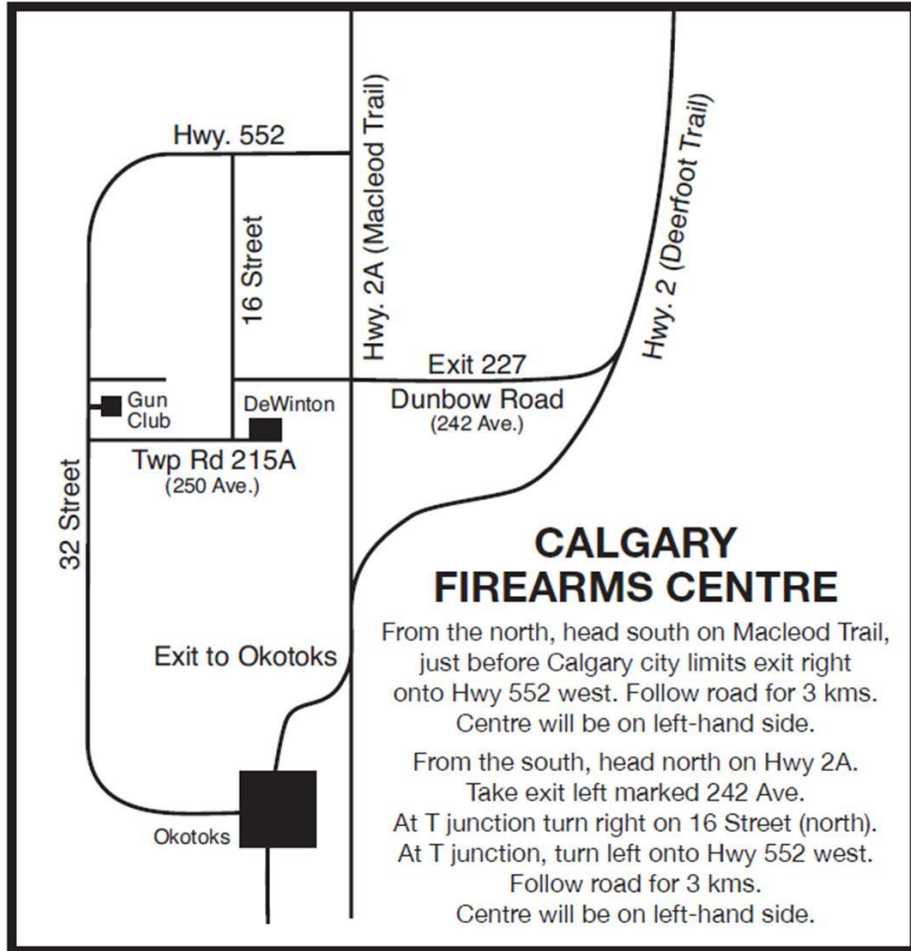 Hwy. 552
Hwy. 2A (Macleod Trail)
Hwy. 2 (Deerfoot Trail)
16 Street
Exit 227
Dunbow Road
(242 Ave.)
Gun
Club
DeWinton
Twp Rd 215A
(250 Ave.)
32 Street
Exit to Okotoks
Okotoks
CALGARY
FIREARMS CENTRE
From the north, head south on Macleod Trail,
just before Calgary city limits exit right
onto Hwy 552 west. Follow road for 3 kms.
Centre will be on left-hand side.
From the south, head north on Hwy 2A.
Take exit left marked 242 Ave.
At T junction turn right on 16 Street (north).
At T junction, turn left onto Hwy 552 west.
Follow road for 3 kms.
Centre will be on left-hand side.